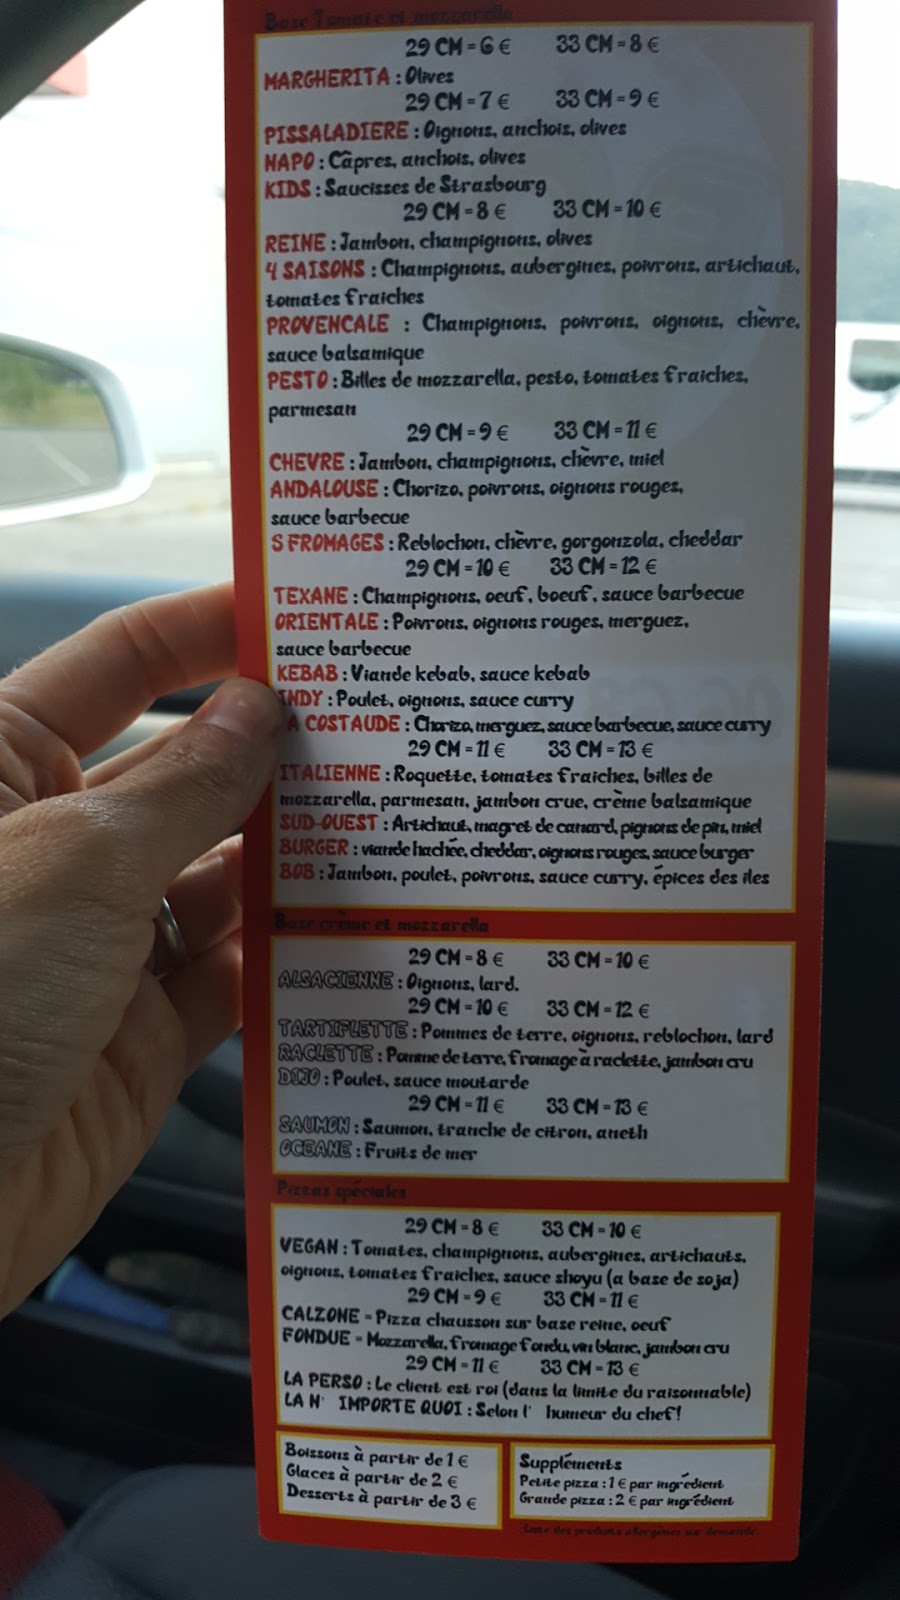 Base Tomate et mozzarella
29 CM = 6 € 33 CM = 8 €
MARGHERITA : Olives
29 CM = 7 € 33 CM = 9 €
PISSALADIERE : Oignons, anchois, olives
NAPO : Câpres, anchois, olives
KIDS : Saucisses de Strasbourg
29 CM = 8 € 33 CM = 10 €
REINE : Jambon, champignons, olives
4 SAISONS : Champignons, aubergines, poivrons, artichaut,
tomates fraiches
PROVENCALE : Champignons, poivrons, oignons, chèvre,
sauce balsamique
PESTO : Billes de mozzarella, pesto, tomates fraiches,
parmesan
29 CM = 9 € 33 CM = 11 €
CHEVRE : Jambon, champignons, chèvre, miel
ANDALOUSE : Chorizo, poivrons, oignons rouges,
sauce barbecue
5 FROMAGES : Reblochon, chèvre, gorgonzola, cheddar
29 CM = 10 € 33 CM = 12 €
TEXANE : Champignons, oeuf, boeuf, sauce barbecue
ORIENTALE : Poivrons, oignons rouges, merguez,
sauce barbecue
KEBAB : Viande kebab, sauce kebab
INDY : Poulet, oignons, sauce curry
A COSTAUDE : Chorizo, merguez, sauce barbecue, sauce curry
29 CM = 11 € 33 CM = 13 €
ITALIENNE : Roquette, tomates fraiches, billes de
mozzarella, parmesan, jambon crue, crème balsamique
SUD-OUEST : Artichaut, magret de canard, pignons de pin, miel
BURGER : viande hachée, cheddar, oignons rouges, sauce burger
BOB : Jambon, poulet, poivrons, sauce curry, épices des iles
Base crème et mozzarella
29 CM = 8 € 33 CM = 10 €
ALSACIENNE : Oignons, lard.
29 CM = 10 € 33 CM = 12 €
TARTIFLETTE : Pommes de terre, oignons, reblochon, lard
RACLETTE : Pomme de terre, fromage à raclette, jambon cru
DIJO : Poulet, sauce moutarde
29 CM = 11 € 33 CM = 13 €
SAUMON : Saumon, tranche de citron, aneth
OCEANE : Fruits de mer
Pizzas spéciales
29 CM = 8 € 33 CM = 10 €
VEGAN : Tomates, champignons, aubergines, artichauts,
oignons, tomates fraiches, sauce shoyu (a base de soja)
29 CM = 9 € 33 CM = 11 €
CALZONE = Pizza chausson sur base reine, oeuf
FONDUE = Mozzarella, fromage fondu, vin blanc, jambon cru
29 CM = 11 € 33 CM = 13 €
LA PERSO : Le client est roi (dans la limite du raisonnable)
LA N' IMPORTE QUOI : Selon l' humeur du chef!
Boissons à partir de 1 €
Glaces à partir de 2 €
Desserts à partir de 3 €
Suppléments
Petite pizza : 1 € par ingrédient
Grande pizza : 2 € par ingrédient
Liste des produits allergènes sur demande.